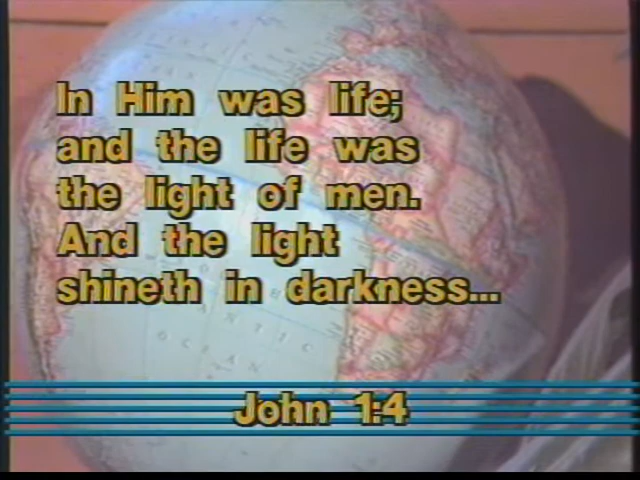 In Him was life;
and the life was
the light of men.
And the light
shineth in darkness...
John 1:4